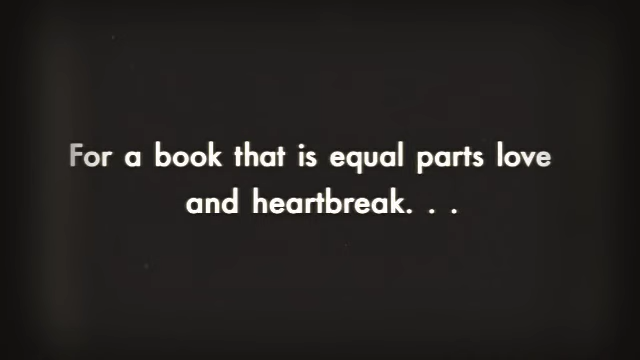 For a book that is equal parts love
and heartbreak. . .